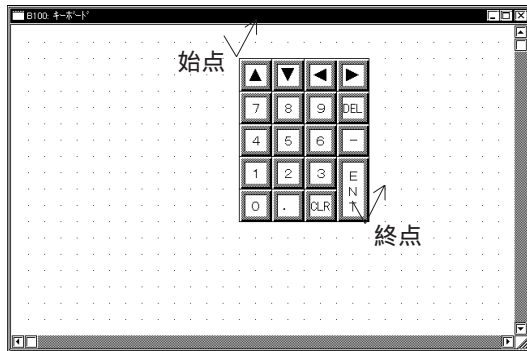 B100: ｷｰﾎﾞｰﾄﾞ
始点
▲ ▼ ◀ ▶
7 8 9 DEL
4 5 6 −
1 2 3 ENT
0 . CLR
終点